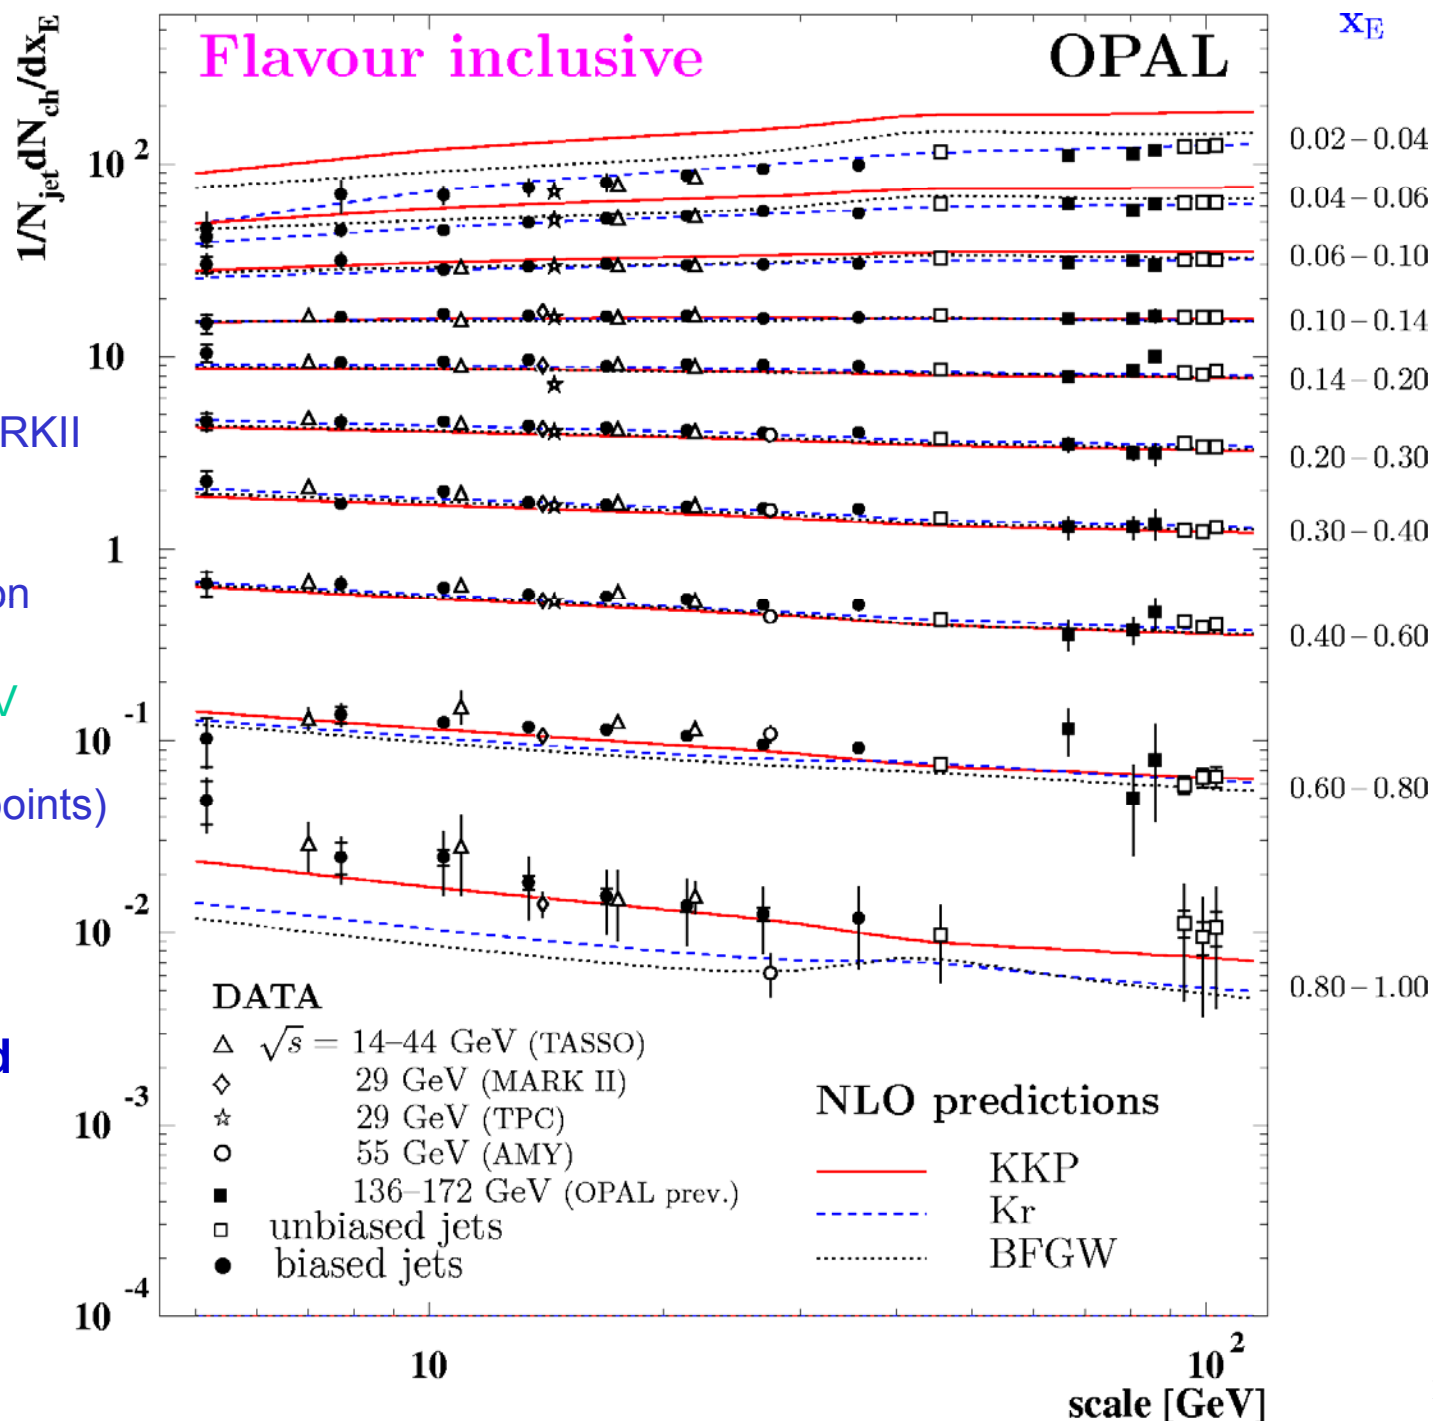 Flavour inclusive
OPAL
x_E
1/N_jet dN_ch/dx_E
10^2
10
1
10^-1
10^-2
10^-3
10^-4
0.02–0.04
0.04–0.06
0.06–0.10
0.10–0.14
0.14–0.20
0.20–0.30
0.30–0.40
0.40–0.60
0.60–0.80
0.80–1.00
RKII
on
V
points)
d
DATA
√s = 14–44 GeV (TASSO)
29 GeV (MARK II)
29 GeV (TPC)
55 GeV (AMY)
136–172 GeV (OPAL prev.)
unbiased jets
biased jets
NLO predictions
KKP
Kr
BFGW
10
10^2
scale [GeV]